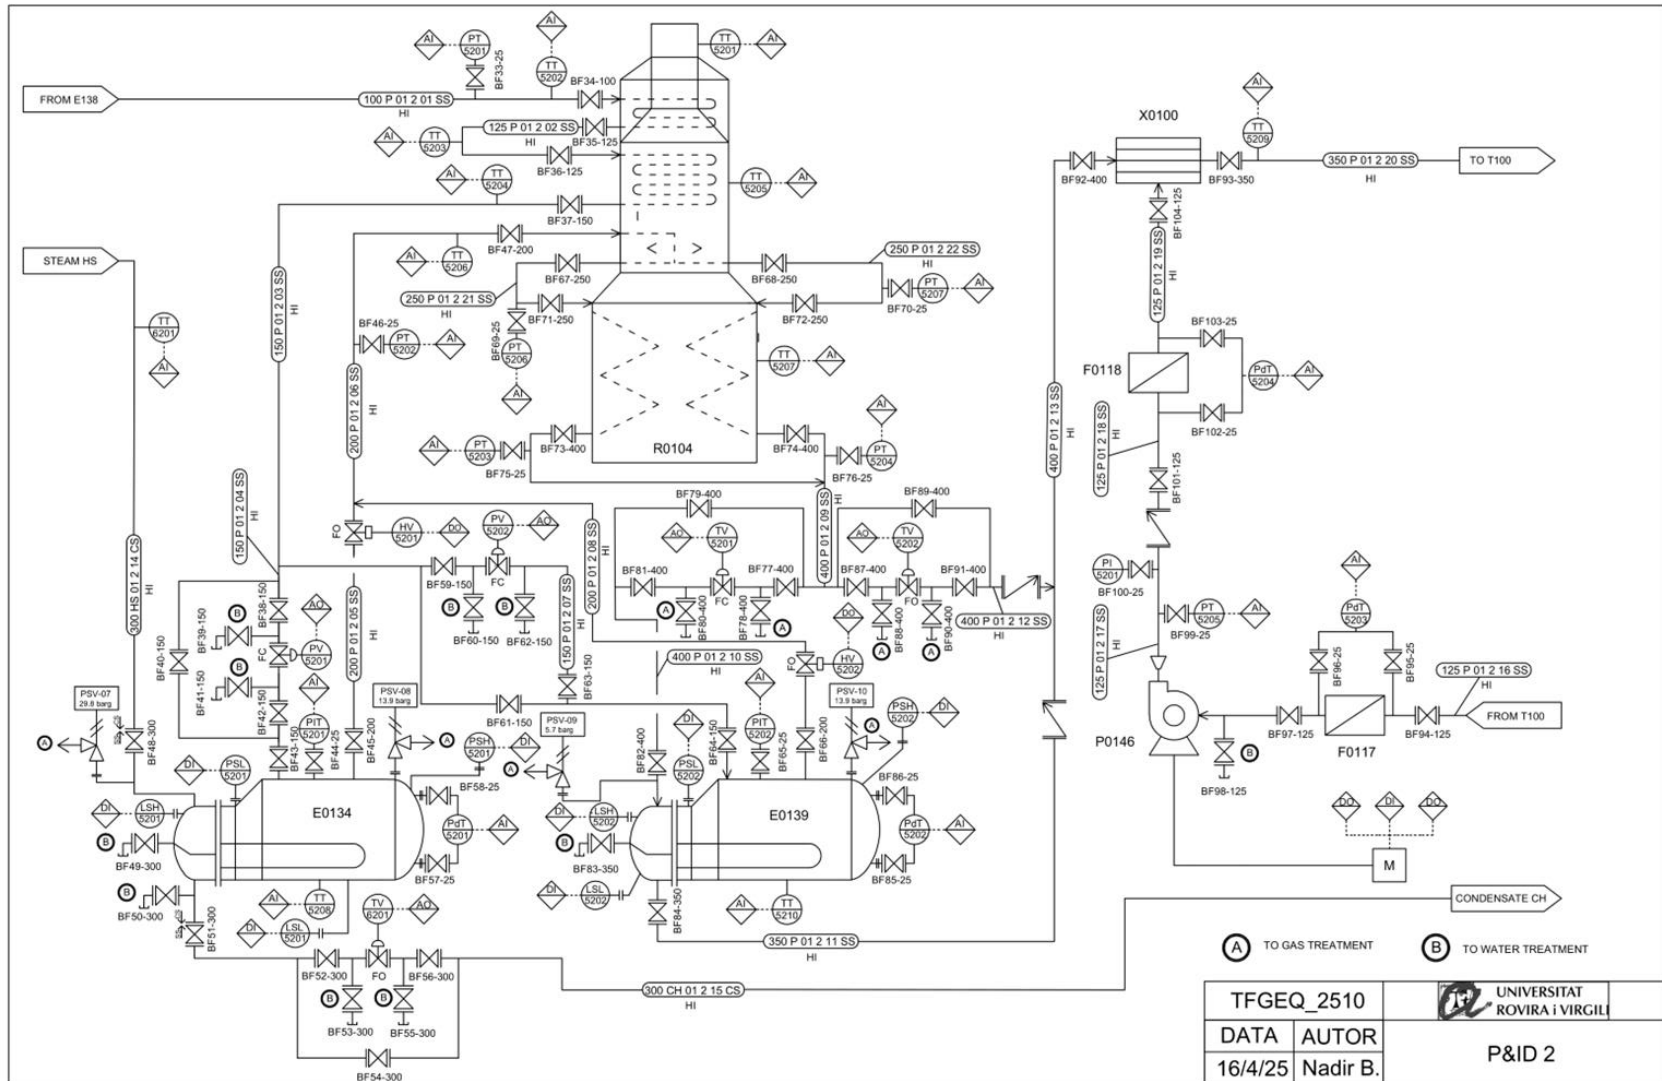 AI
PT
5201
BF33-25
AI
TT
5202
BF34-100
TT
5201
AI
FROM E138
100 P 01 2 01 SS
HI
125 P 01 2 02 SS
HI
BF35-125
AI
TT
5203
BF36-125
AI
TT
5204
TT
5205
AI
BF37-150
BF47-200
STEAM HS
AI
TT
5206
BF67-250
BF68-250
250 P 01 2 22 SS
HI
250 P 01 2 21 SS
HI
BF71-250
BF72-250
BF70-25
PT
5207
AI
150 P 01 2 03 SS
HI
TT
6201
AI
BF46-25
PT
5202
AI
BF69-25
PT
5206
AI
TT
5207
AI
200 P 01 2 06 SS
HI
R0104
AI
PT
5203
BF75-25
BF73-400
BF74-400
AI
PT
5204
BF76-25
X0100
AI
TT
5209
BF92-400
BF93-350
350 P 01 2 20 SS
HI
TO T100
BF104-125
125 P 01 2 19 SS
HI
BF103-25
F0118
PdT
5204
AI
BF102-25
125 P 01 2 18 SS
HI
BF101-125
400 P 01 2 13 SS
HI
PI
5201
BF100-25
PT
5205
AI
BF99-25
125 P 01 2 17 SS
HI
AI
PdT
5203
BF96-25
BF95-25
125 P 01 2 16 SS
HI
FROM T100
BF97-125
BF94-125
F0117
P0146
B
BF98-125
DO
DI
DO
M
150 P 01 2 04 SS
HI
300 HS 01 2 14 CS
HI
FO
HV
5201
DO
PV
5202
AO
BF59-150
FC
B
BF60-150
B
BF62-150
200 P 01 2 05 SS
HI
150 P 01 2 07 SS
HI
200 P 01 2 08 SS
HI
BF79-400
BF89-400
AO
TV
5201
AO
TV
5202
400 P 01 2 09 SS
HI
BF81-400
FC
BF77-400
BF87-400
FO
BF91-400
A
BF80-400
BF78-400
A
BF88-400
A
BF90-400
A
400 P 01 2 12 SS
HI
DO
HV
5202
FO
400 P 01 2 10 SS
HI
BF38-150
B
BF39-150
AO
PV
5201
FC
BF40-150
B
BF41-150
BF42-150
BF43-150
AI
PIT
5201
BF44-25
BF45-200
PSV-07
29.8 barg
A
CS
SS
BF48-300
PSV-08
13.9 barg
A
BF61-150
BF63-150
PSV-09
5.7 barg
A
PSH
5201
DI
BF58-25
BF82-400
DI
PSL
5202
BF64-150
AI
PIT
5202
BF65-25
BF66-200
PSV-10
13.9 barg
A
PSH
5202
DI
BF86-25
DI
PSL
5201
DI
LSH
5201
E0134
PdT
5201
AI
BF57-25
B
BF49-300
B
BF50-300
CS
SS
BF51-300
AI
TT
5208
DI
LSL
5201
TV
6201
AO
BF52-300
FO
BF56-300
B
BF53-300
B
BF55-300
BF54-300
DI
LSH
5202
E0139
PdT
5202
AI
BF85-25
B
BF83-350
DI
LSL
5202
BF84-350
AI
TT
5210
350 P 01 2 11 SS
HI
300 CH 01 2 15 CS
HI
CONDENSATE CH
A TO GAS TREATMENT
B TO WATER TREATMENT
TFGEQ_2510
UNIVERSITAT
ROVIRA i VIRGILI
DATA AUTOR
16/4/25 Nadir B.
P&ID 2